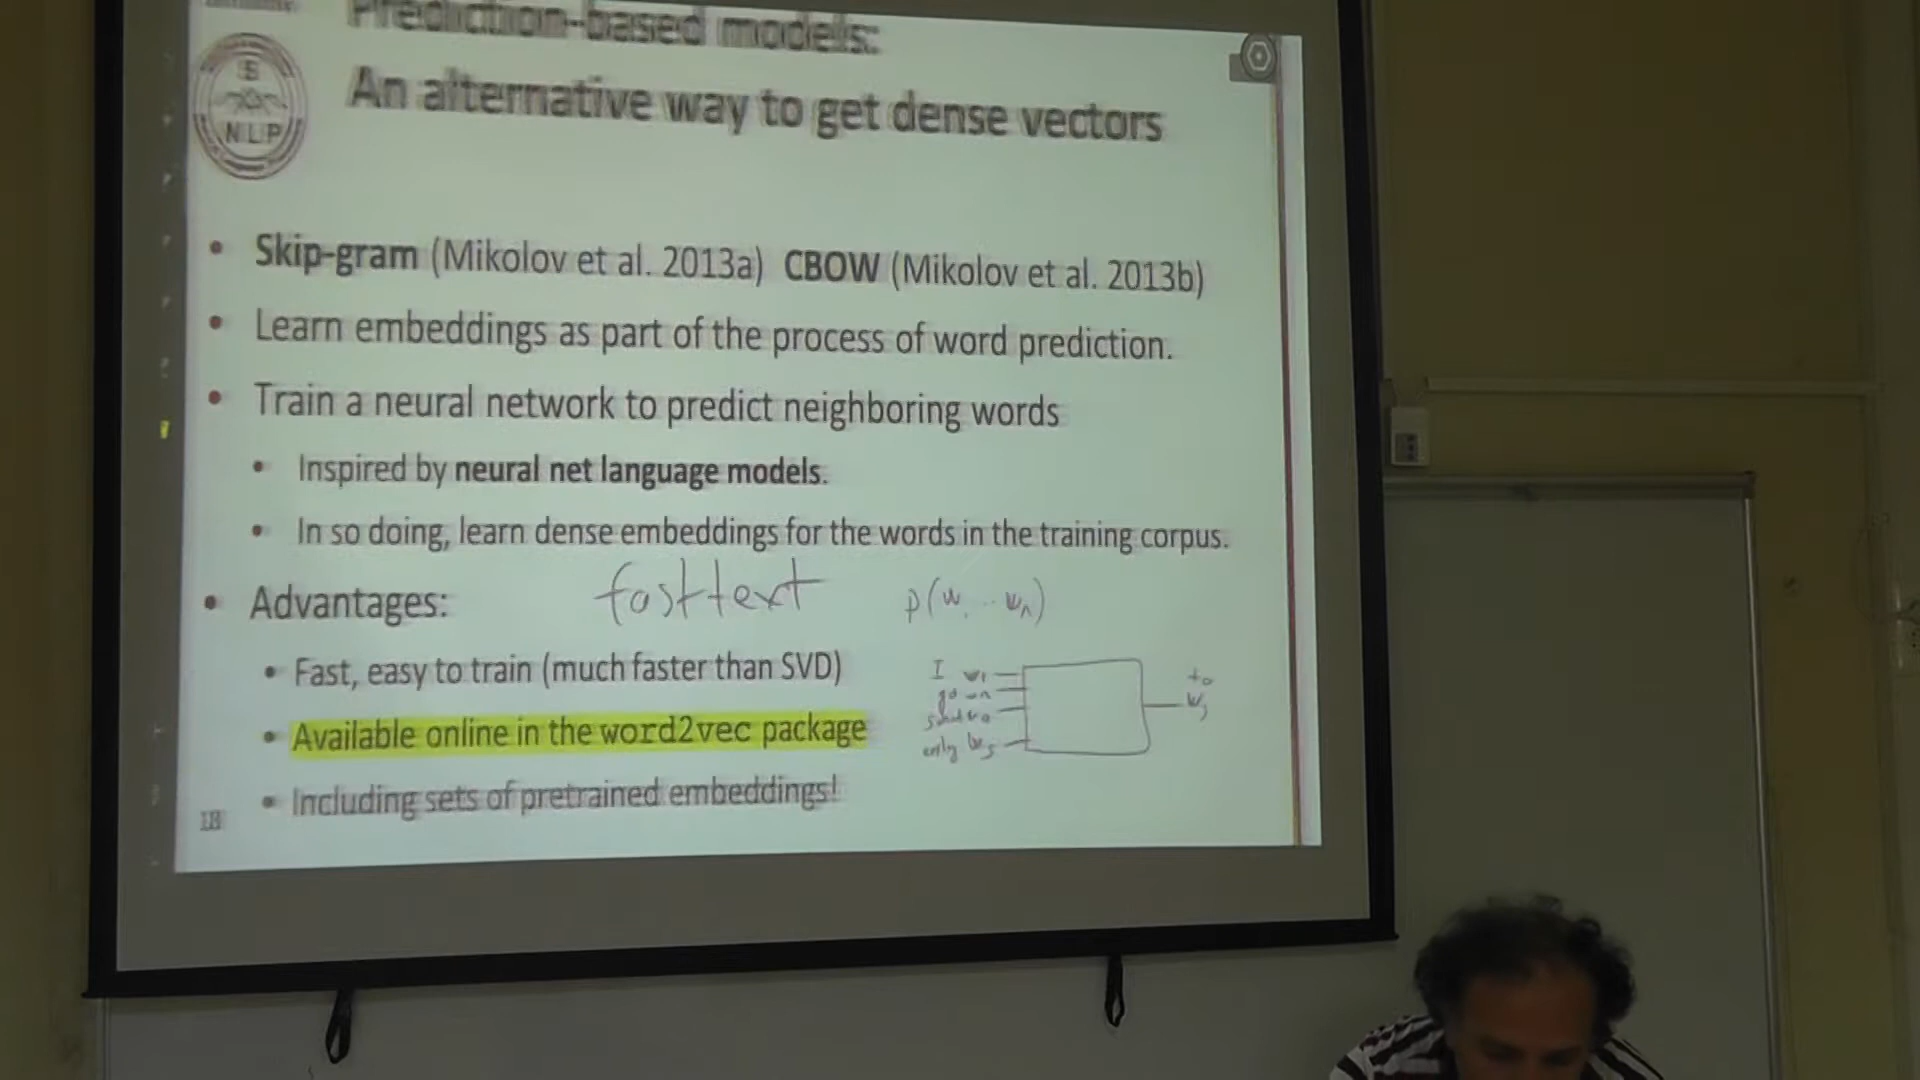 Prediction-based models:
An alternative way to get dense vectors
NLP
• Skip-gram (Mikolov et al. 2013a) CBOW (Mikolov et al. 2013b)
• Learn embeddings as part of the process of word prediction.
• Train a neural network to predict neighboring words
• Inspired by neural net language models.
• In so doing, learn dense embeddings for the words in the training corpus.
• Advantages:
fasttext
• Fast, easy to train (much faster than SVD)
• Available online in the word2vec package
• Including sets of pretrained embeddings!
I w1
go
to
18